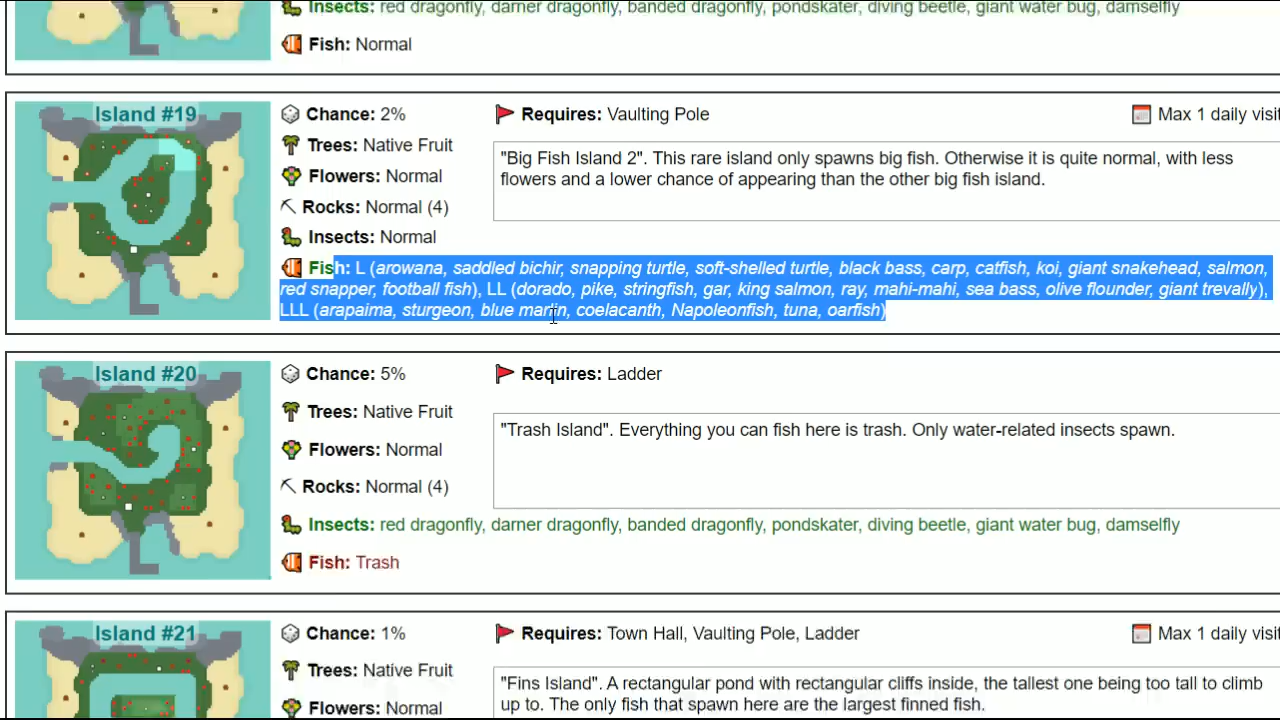 Insects: red dragonfly, darner dragonfly, banded dragonfly, pondskater, diving beetle, giant water bug, damselfly
Fish: Normal
Island #19
Chance: 2%
Requires: Vaulting Pole
Max 1 daily visit
Trees: Native Fruit
"Big Fish Island 2". This rare island only spawns big fish. Otherwise it is quite normal, with less
flowers and a lower chance of appearing than the other big fish island.
Flowers: Normal
Rocks: Normal (4)
Insects: Normal
Fish: L (arowana, saddled bichir, snapping turtle, soft-shelled turtle, black bass, carp, catfish, koi, giant snakehead, salmon,
red snapper, football fish), LL (dorado, pike, stringfish, gar, king salmon, ray, mahi-mahi, sea bass, olive flounder, giant trevally),
LLL (arapaima, sturgeon, blue marlin, coelacanth, Napoleonfish, tuna, oarfish)
Island #20
Chance: 5%
Requires: Ladder
Trees: Native Fruit
"Trash Island". Everything you can fish here is trash. Only water-related insects spawn.
Flowers: Normal
Rocks: Normal (4)
Insects: red dragonfly, darner dragonfly, banded dragonfly, pondskater, diving beetle, giant water bug, damselfly
Fish: Trash
Island #21
Chance: 1%
Requires: Town Hall, Vaulting Pole, Ladder
Max 1 daily visit
Trees: Native Fruit
"Fins Island". A rectangular pond with rectangular cliffs inside, the tallest one being too tall to climb
up to. The only fish that spawn here are the largest finned fish.
Flowers: Normal